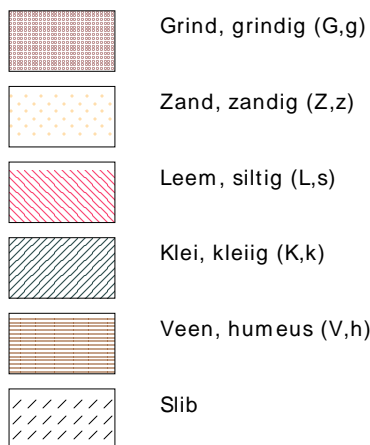 Grind, grindig (G,g)
Zand, zandig (Z,z)
Leem, siltig (L,s)
Klei, kleiig (K,k)
Veen, humeus (V,h)
Slib